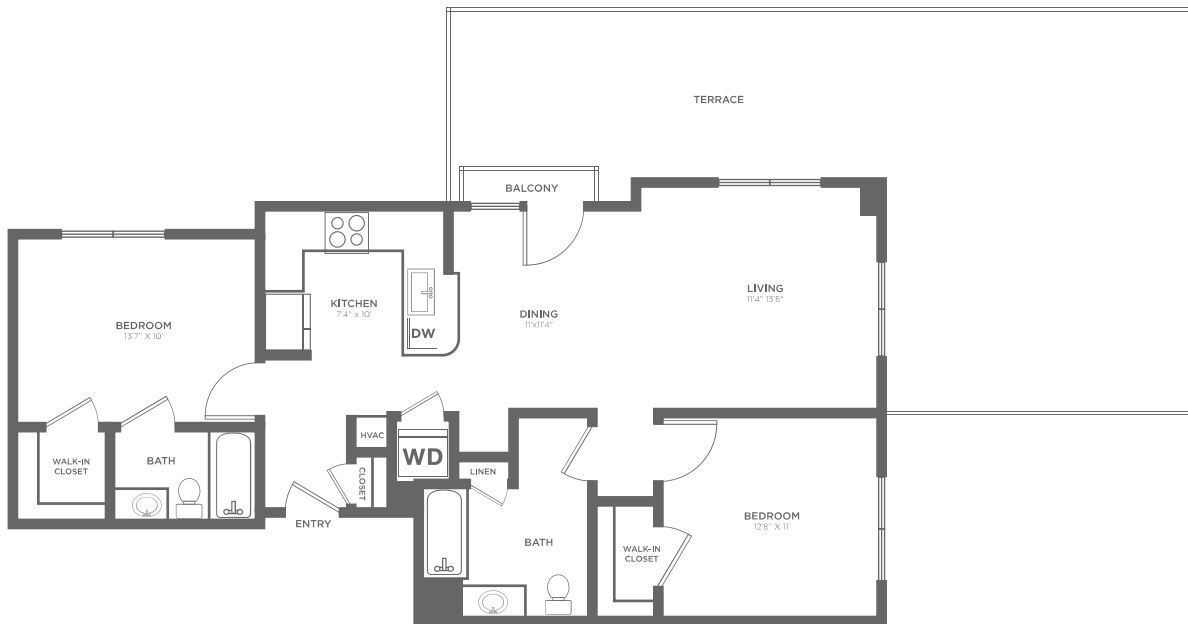 TERRACE
BALCONY
LIVING
11'4" 13'8"
KITCHEN
7'4" x 10'
DINING
11'x11'4"
BEDROOM
13'7" X 10'
DW
HVAC
WD
WALK-IN
CLOSET
BATH
LINEN
CLOSET
ENTRY
BATH
BEDROOM
12'8" X 11'
WALK-IN
CLOSET